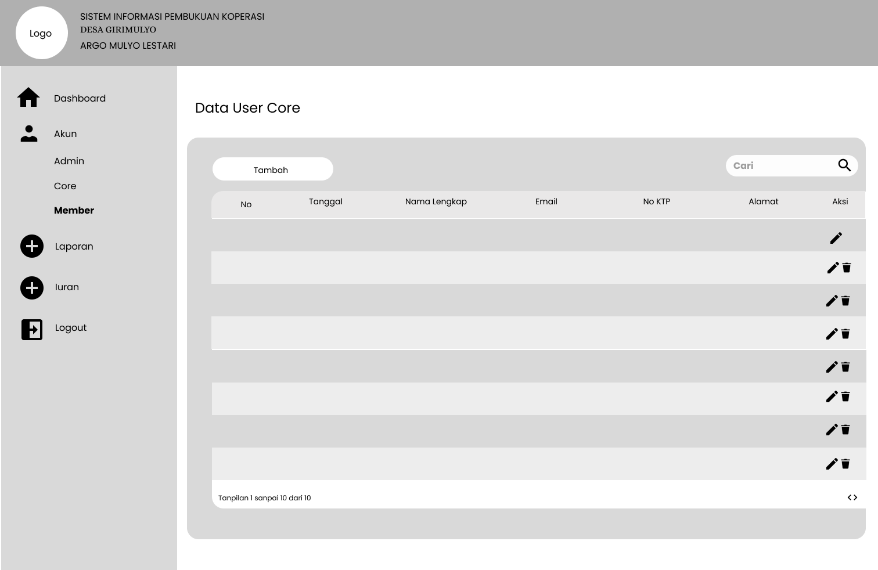 Logo
SISTEM INFORMASI PEMBUKUAN KOPERASI
DESA GIRIMULYO
ARGO MULYO LESTARI
Dashboard
Akun
Admin
Core
Member
Laporan
Iuran
Logout
Data User Core
Tambah
Cari
No Tanggal Nama Lengkap Email No KTP Alamat Aksi
Tanpilan 1 sanpai 10 dari 10